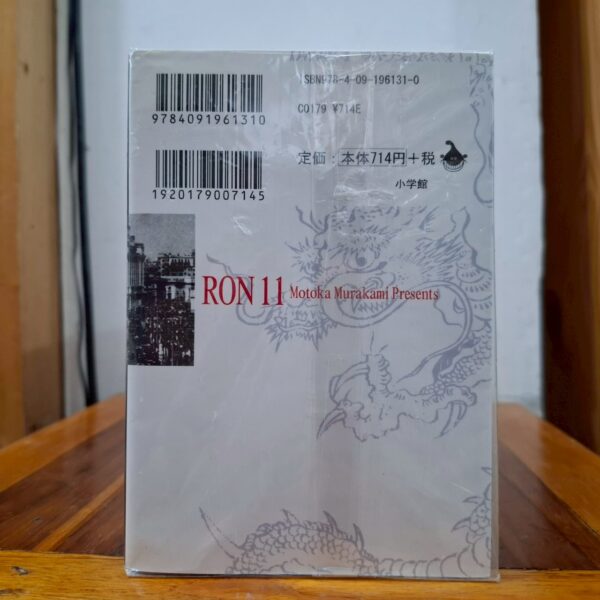 ISBN978-4-09-196131-0
9784091961310
C0179 ¥714E
定価：本体714円+税
1920179007145
小学館
RON 11 Motoka Murakami Presents